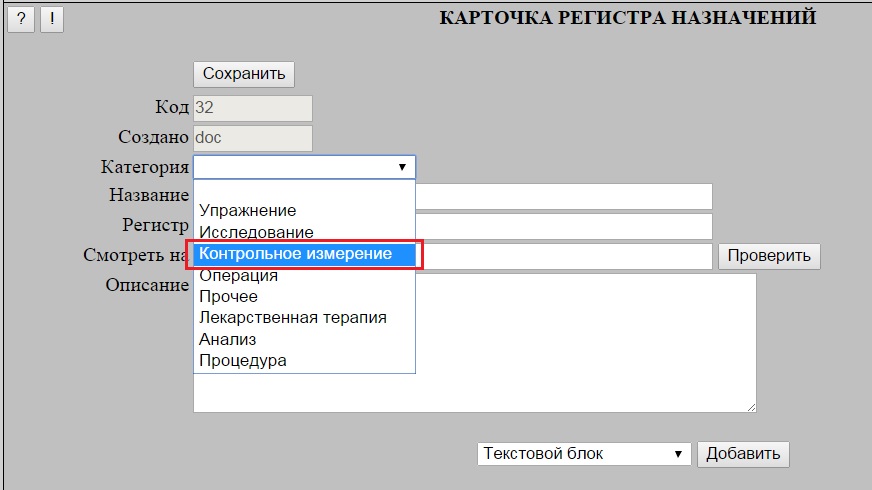 ? ! КАРТОЧКА РЕГИСТРА НАЗНАЧЕНИЙ
Сохранить
Код 32
Создано doc
Категория
Название
Упражнение
Регистр
Исследование
Смотреть на Контрольное измерение Проверить
Операция
Описание
Прочее
Лекарственная терапия
Анализ
Процедура
Текстовой блок Добавить